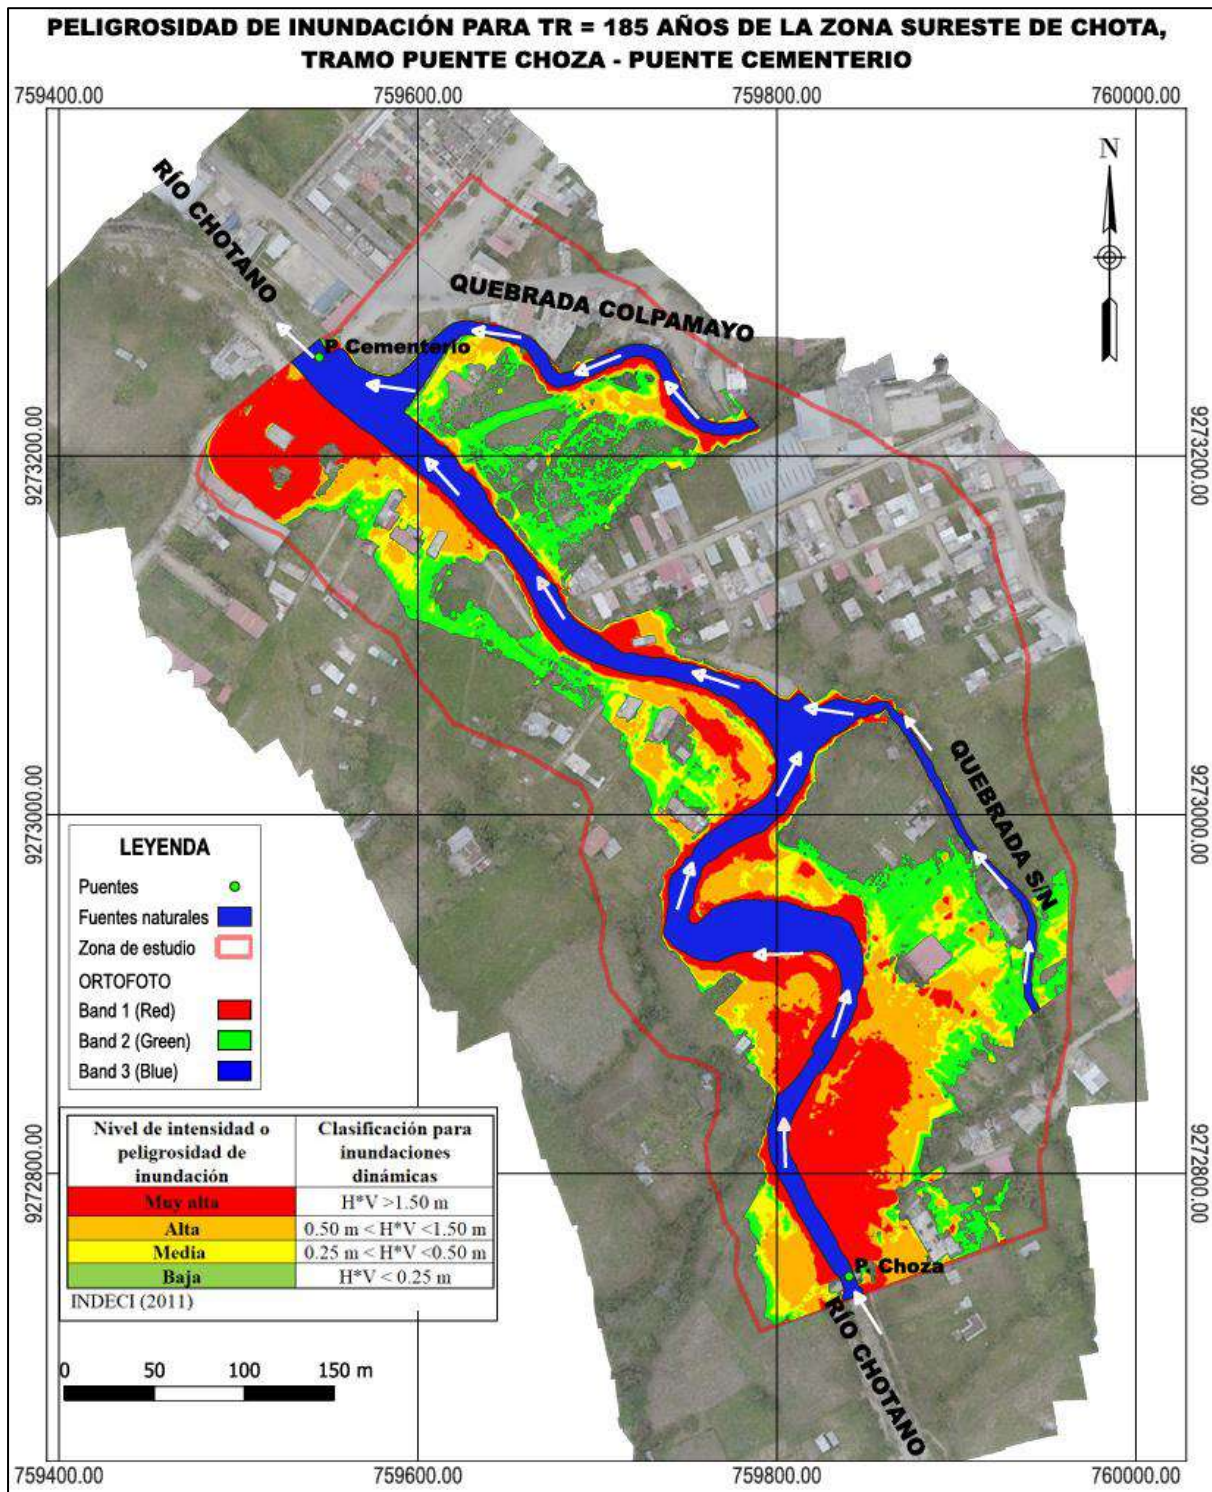 PELIGROSIDAD DE INUNDACIÓN PARA TR = 185 AÑOS DE LA ZONA SURESTE DE CHOTA,
TRAMO PUENTE CHOZA - PUENTE CEMENTERIO
759400.00 759600.00 759800.00 760000.00
N
RÍO CHOTANO
QUEBRADA COLPAMAYO
P Cementerio
9273200.00 9273200.00
QUEBRADA S/N
9273000.00 9273000.00
LEYENDA
Puentes
Fuentes naturales
Zona de estudio
ORTOFOTO
Band 1 (Red)
Band 2 (Green)
Band 3 (Blue)
9272800.00 9272800.00
Nivel de intensidad o peligrosidad de inundación Clasificación para inundaciones dinámicas
Muy alta H*V >1.50 m
Alta 0.50 m < H*V <1.50 m
Media 0.25 m < H*V <0.50 m
Baja H*V < 0.25 m
INDECI (2011)
P. Choza
RÍO CHOTANO
0 50 100 150 m
759400.00 759600.00 759800.00 760000.00